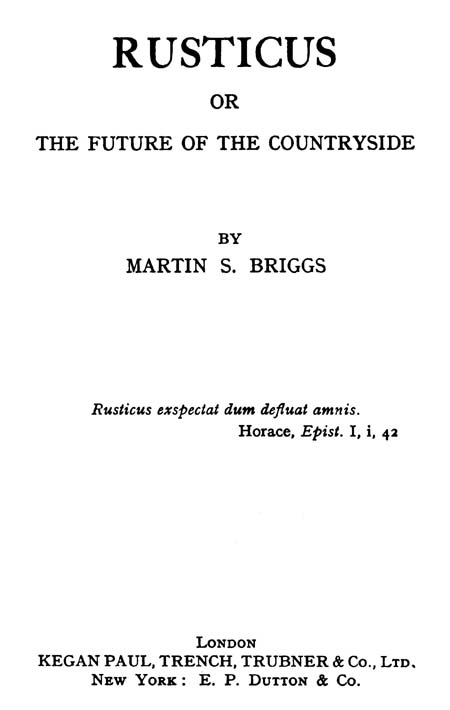 RUSTICUS
OR
THE FUTURE OF THE COUNTRYSIDE
BY
MARTIN S. BRIGGS
Rusticus exspectat dum defluat amnis.
Horace, Epist. I, i, 42
LONDON
KEGAN PAUL, TRENCH, TRUBNER & Co., LTD.
NEW YORK: E. P. DUTTON & Co.